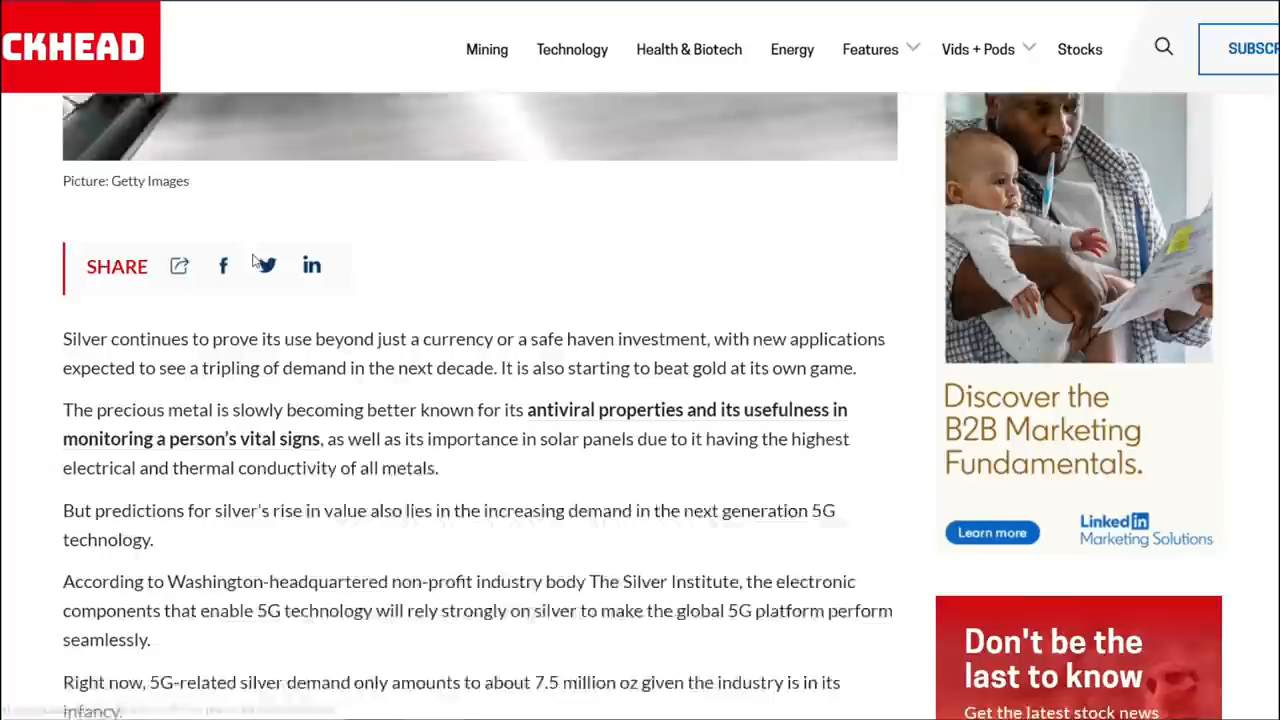 CKHEAD
Mining Technology Health & Biotech Energy Features Vids + Pods Stocks SUBSC
Picture: Getty Images
SHARE
Silver continues to prove its use beyond just a currency or a safe haven investment, with new applications
expected to see a tripling of demand in the next decade. It is also starting to beat gold at its own game.
The precious metal is slowly becoming better known for its antiviral properties and its usefulness in
monitoring a person's vital signs, as well as its importance in solar panels due to it having the highest
electrical and thermal conductivity of all metals.
But predictions for silver's rise in value also lies in the increasing demand in the next generation 5G
technology.
According to Washington-headquartered non-profit industry body The Silver Institute, the electronic
components that enable 5G technology will rely strongly on silver to make the global 5G platform perform
seamlessly.
Right now, 5G-related silver demand only amounts to about 7.5 million oz given the industry is in its
infancy.
Discover the
B2B Marketing
Fundamentals.
Learn more
Linked in
Marketing Solutions
Don't be the
last to know
Get the latest stock news